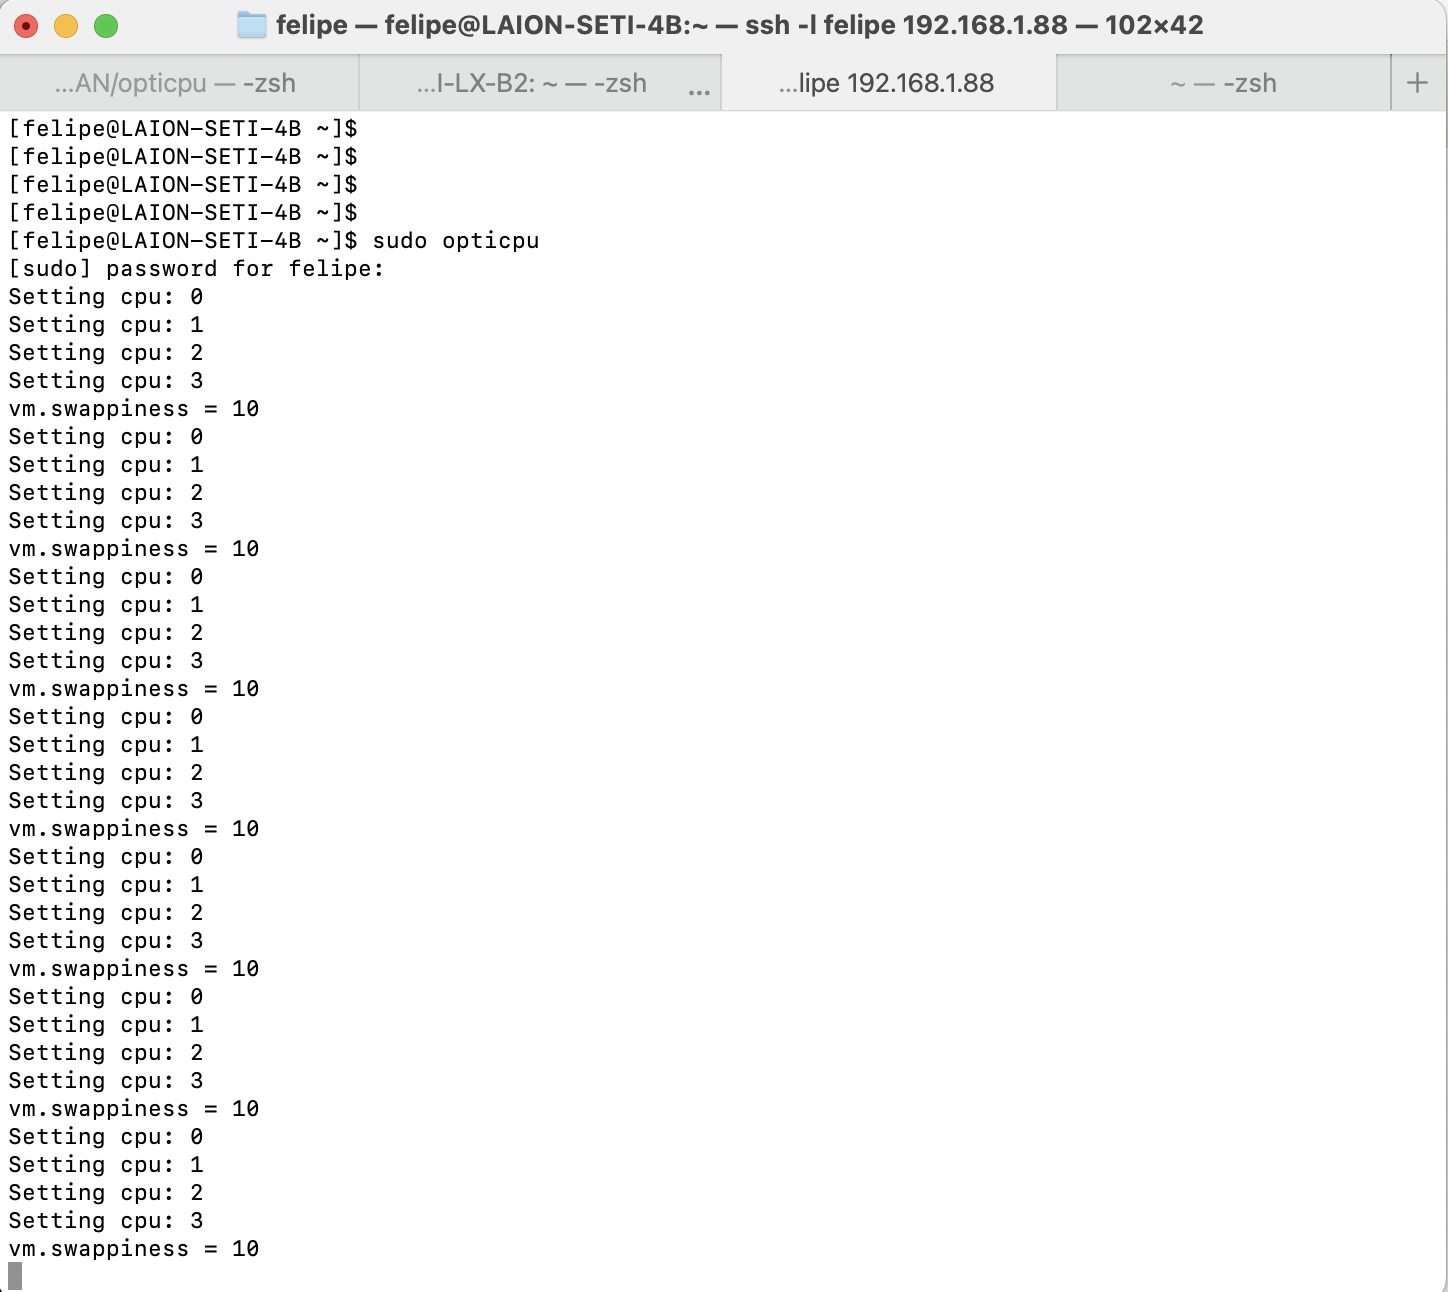 felipe — felipe@LAION-SETI-4B:~ — ssh -l felipe 192.168.1.88 — 102×42
...AN/opticpu — -zsh
...I-LX-B2: ~ — -zsh ...
...lipe 192.168.1.88
~ — -zsh
+
[felipe@LAION-SETI-4B ~]$
[felipe@LAION-SETI-4B ~]$
[felipe@LAION-SETI-4B ~]$
[felipe@LAION-SETI-4B ~]$
[felipe@LAION-SETI-4B ~]$ sudo opticpu
[sudo] password for felipe:
Setting cpu: 0
Setting cpu: 1
Setting cpu: 2
Setting cpu: 3
vm.swappiness = 10
Setting cpu: 0
Setting cpu: 1
Setting cpu: 2
Setting cpu: 3
vm.swappiness = 10
Setting cpu: 0
Setting cpu: 1
Setting cpu: 2
Setting cpu: 3
vm.swappiness = 10
Setting cpu: 0
Setting cpu: 1
Setting cpu: 2
Setting cpu: 3
vm.swappiness = 10
Setting cpu: 0
Setting cpu: 1
Setting cpu: 2
Setting cpu: 3
vm.swappiness = 10
Setting cpu: 0
Setting cpu: 1
Setting cpu: 2
Setting cpu: 3
vm.swappiness = 10
Setting cpu: 0
Setting cpu: 1
Setting cpu: 2
Setting cpu: 3
vm.swappiness = 10